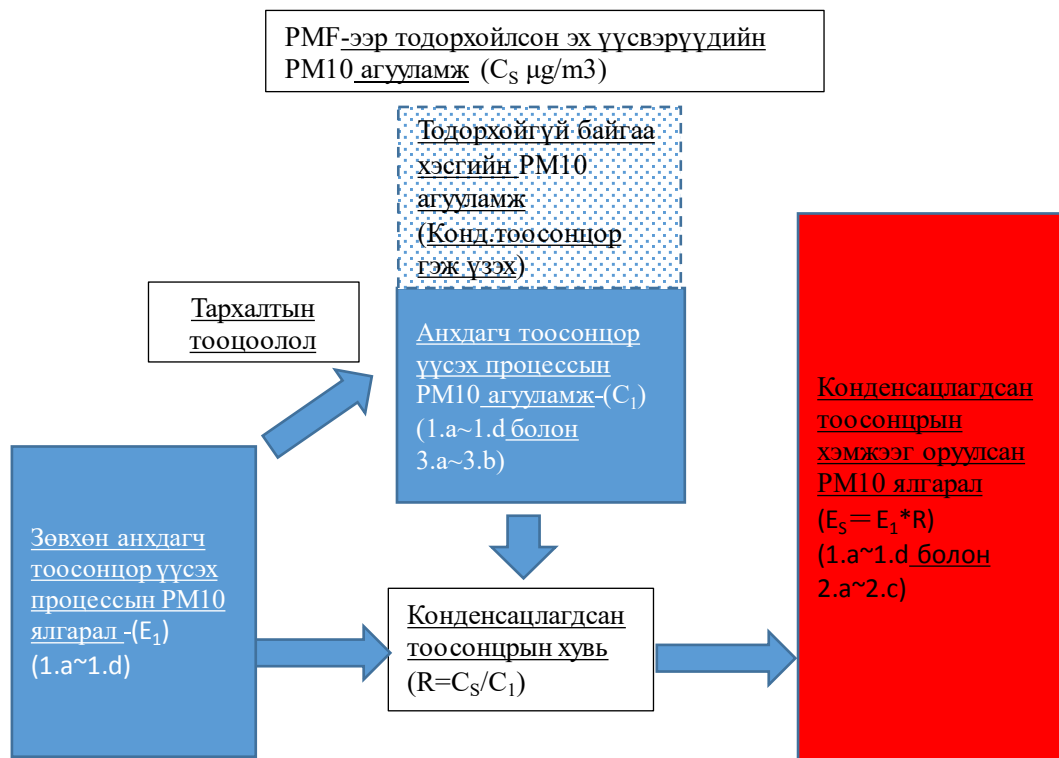 PMF-ээр тодорхойлсон эх үүсвэрүүдийн
PM10 агууламж (C_S μg/m3)
Тодорхойгүй байгаа
хэсгийн PM10
агууламж
(Конд.тоосонцор
гэж үзэх)
Тархалтын
тооцоолол
Анхдагч тоосонцор
үүсэх процессын
PM10 агууламж-(C₁)
(1.a~1.d болон
3.a~3.b)
Зөвхөн анхдагч
тоосонцор үүсэх
процессын PM10
ялгарал -(E₁)
(1.a~1.d)
Конденсацлагдсан
тоосонцрын хувь
(R=C_S/C₁)
Конденсацлагдсан
тоосонцрын
хэмжээг оруулсан
PM10 ялгарал
(E_S＝E₁*R)
(1.a~1.d болон
2.a~2.c)